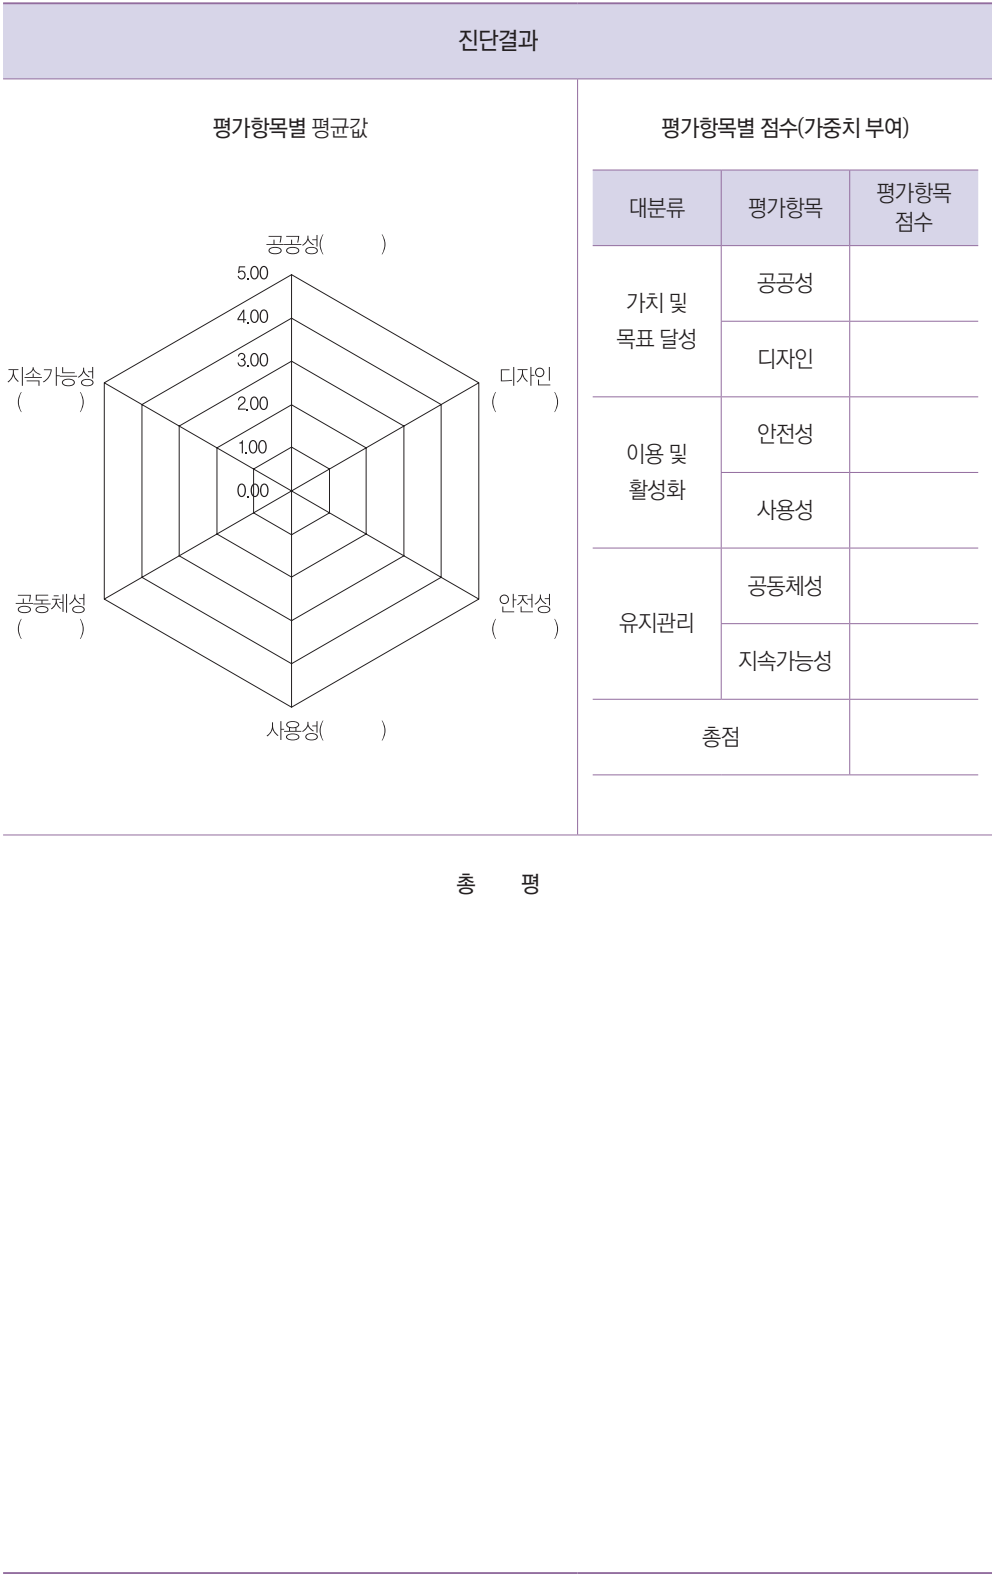 진단결과
평가항목별 평균값
공공성( )
5.00
4.00
3.00
2.00
1.00
0.00
지속가능성
( )
디자인
( )
공동체성
( )
안전성
( )
사용성( )
평가항목별 점수(가중치 부여)
대분류 평가항목 평가항목
점수
가치 및
목표 달성
공공성
디자인
이용 및
활성화
안전성
사용성
유지관리
공동체성
지속가능성
총점
총 평